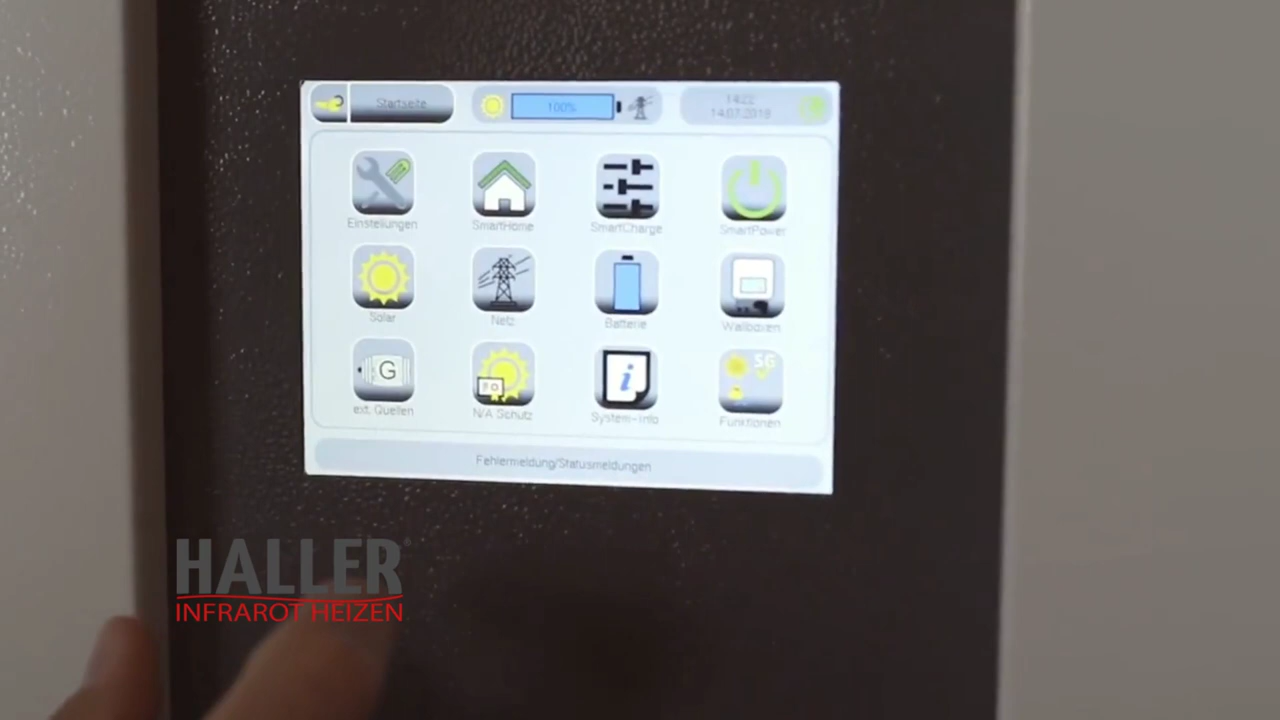 Startseite
100%
14:22
14.07.2019
Einstellungen
SmartHome
SmartCharge
SmartPower
Solar
Netz
Batterie
Wallboxen
G
SG
ext. Quellen
N/A Schutz
System-Info
Funktionen
Fehlermeldung/Statusmeldungen
HALLER
INFRAROT HEIZEN